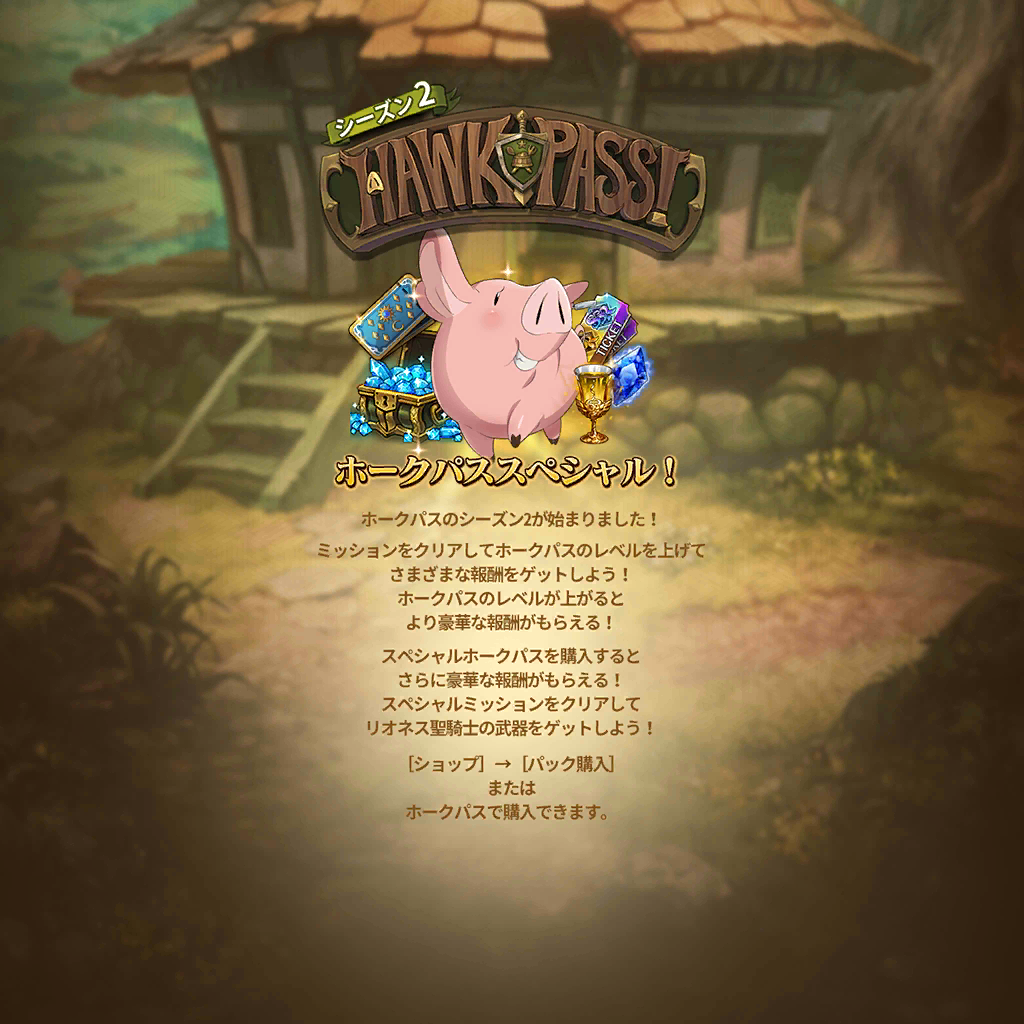 シーズン2
HAWK PASS!
SSR
TICKET
ホークパススペシャル！
ホークパスのシーズン2が始まりました！
ミッションをクリアしてホークパスのレベルを上げて
さまざまな報酬をゲットしよう！
ホークパスのレベルが上がると
より豪華な報酬がもらえる！
スペシャルホークパスを購入すると
さらに豪華な報酬がもらえる！
スペシャルミッションをクリアして
リオネス聖騎士の武器をゲットしよう！
［ショップ］→［パック購入］
または
ホークパスで購入できます。